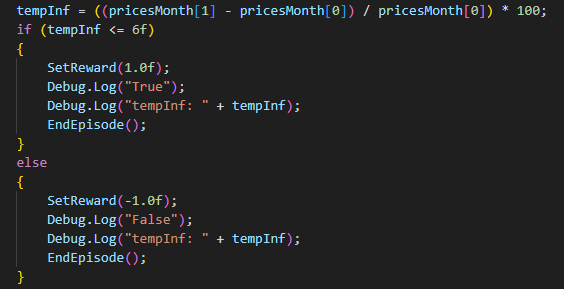 tempInf = ((pricesMonth[1] - pricesMonth[0]) / pricesMonth[0]) * 100;
if (tempInf <= 6f)
{
    SetReward(1.0f);
    Debug.Log("True");
    Debug.Log("tempInf: " + tempInf);
    EndEpisode();
}
else
{
    SetReward(-1.0f);
    Debug.Log("False");
    Debug.Log("tempInf: " + tempInf);
    EndEpisode();
}